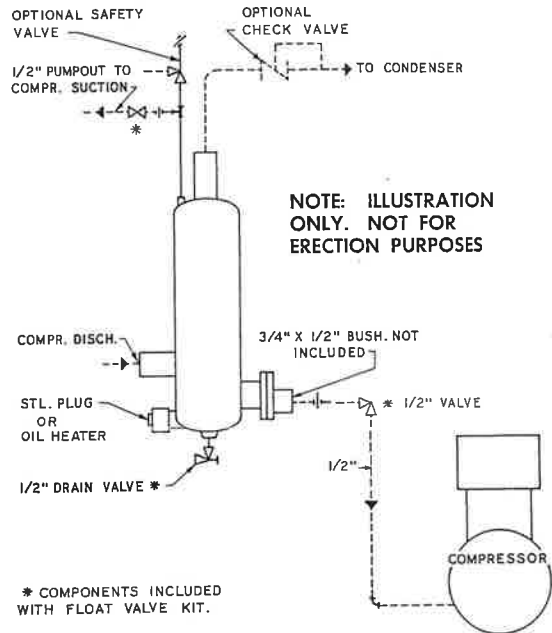 OPTIONAL SAFETY
VALVE
OPTIONAL
CHECK VALVE
1/2" PUMPOUT TO
COMPR. SUCTION
TO CONDENSER
*
NOTE: ILLUSTRATION
ONLY. NOT FOR
ERECTION PURPOSES
COMPR. DISCH.
3/4" X 1/2" BUSH. NOT
INCLUDED
STL. PLUG
OR
OIL HEATER
* 1/2" VALVE
1/2"
1/2" DRAIN VALVE *
COMPRESSOR
* COMPONENTS INCLUDED
WITH FLOAT VALVE KIT.